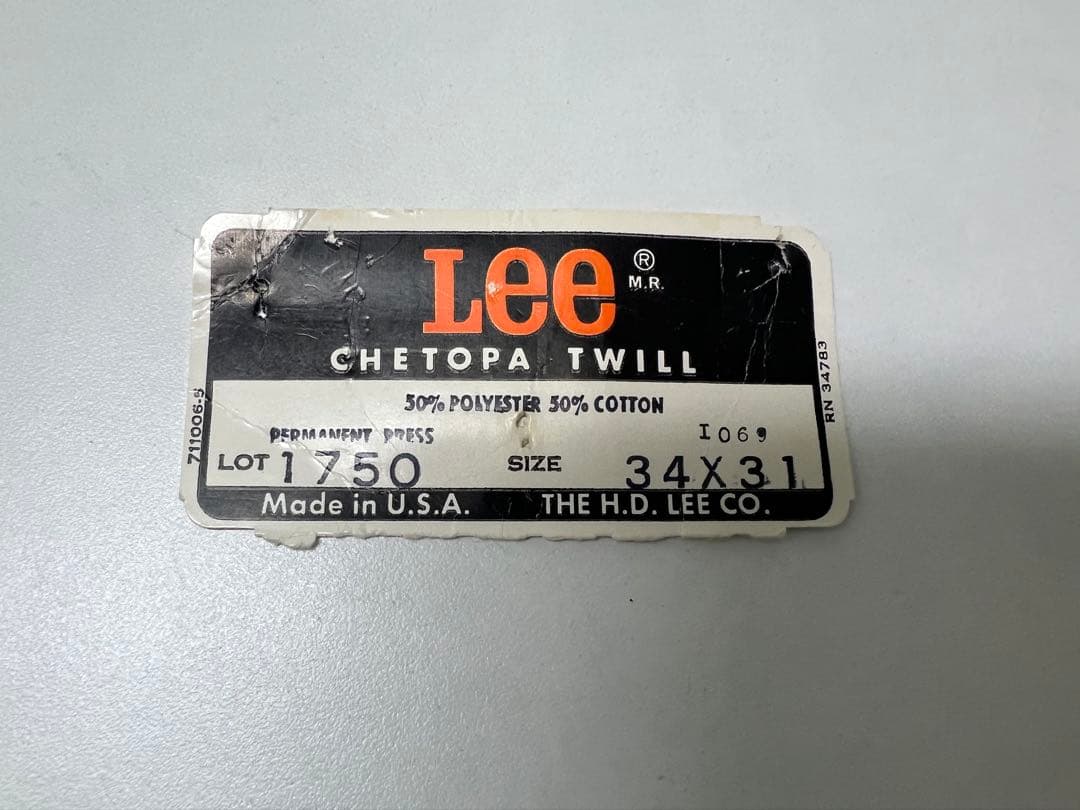 Lee ®
M.R.
CHETOPA TWILL
50% POLYESTER 50% COTTON
PERMANENT PRESS I069
LOT 1750 SIZE 34X31
Made in U.S.A. THE H.D. LEE CO.
711006-5
RN 34783